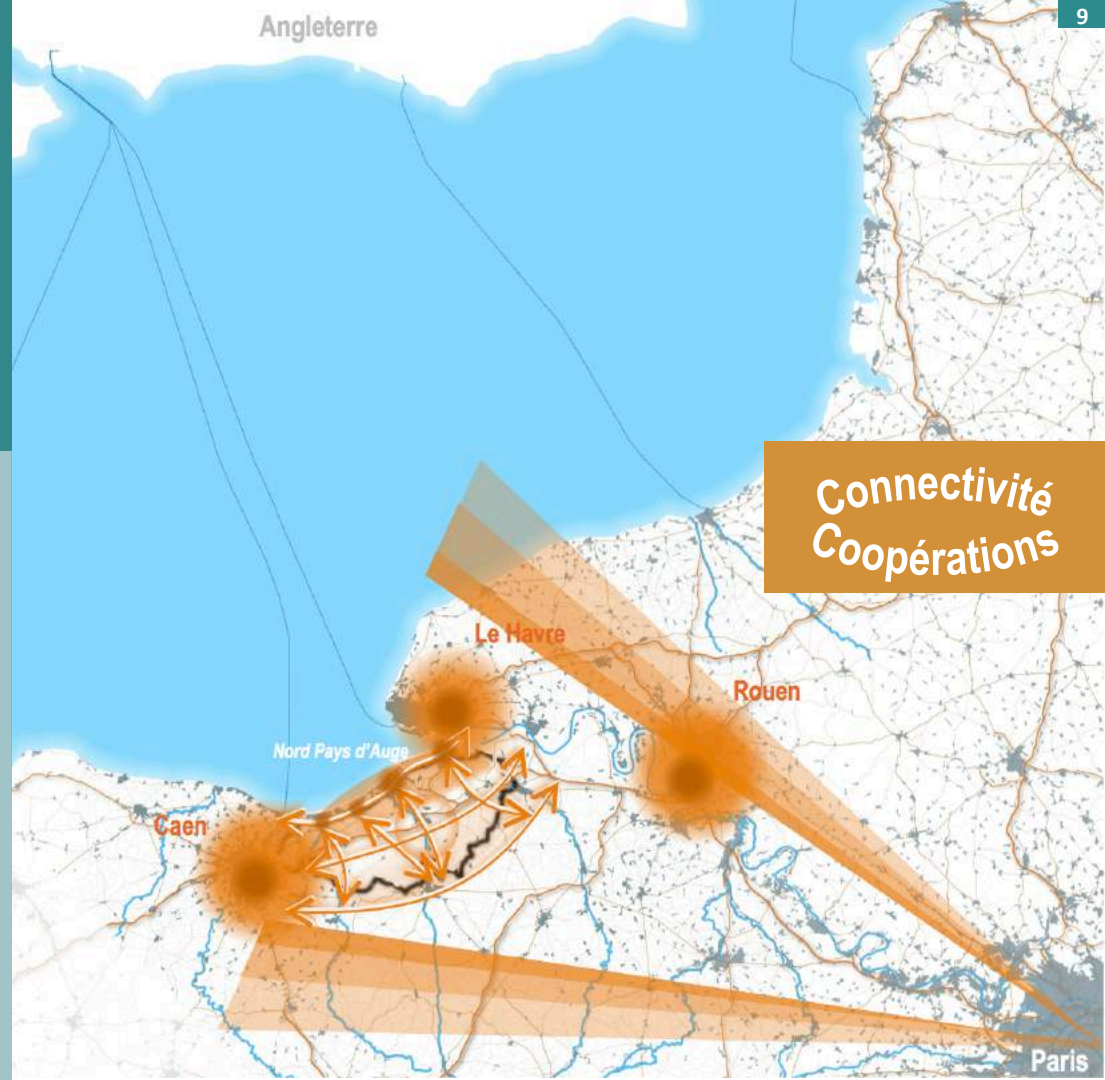 Angleterre
9
Connectivité
Coopérations
Le Havre
Rouen
Nord Pays d'Auge
Caen
Paris